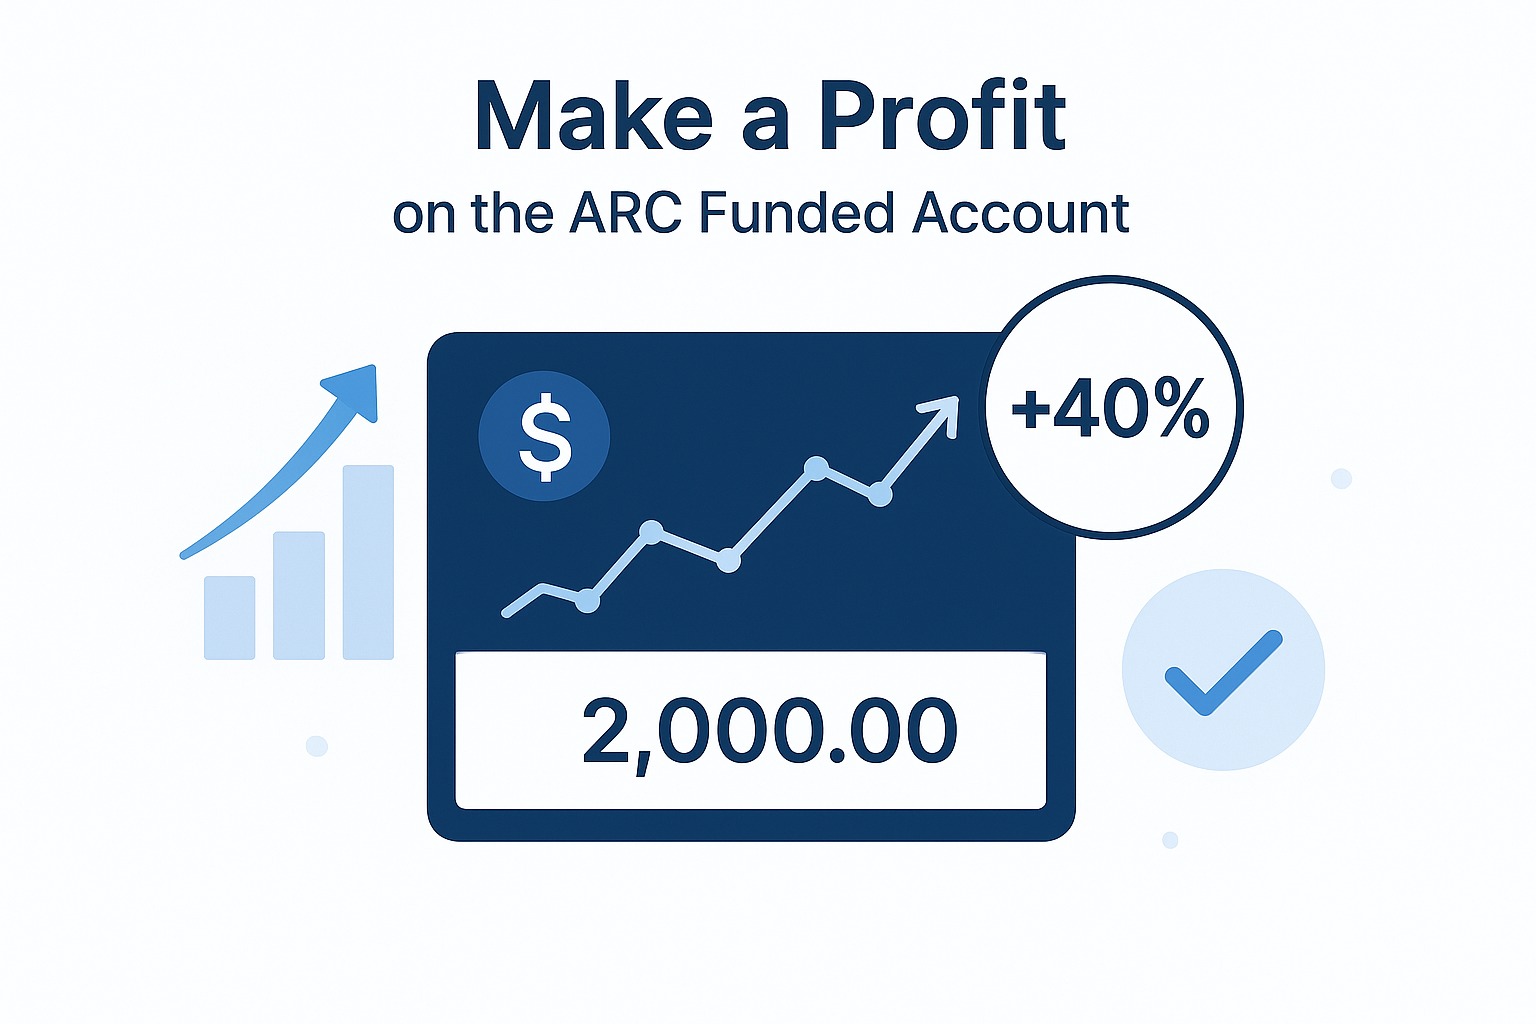 Make a Profit
on the ARC Funded Account
$
+40%
2,000.00